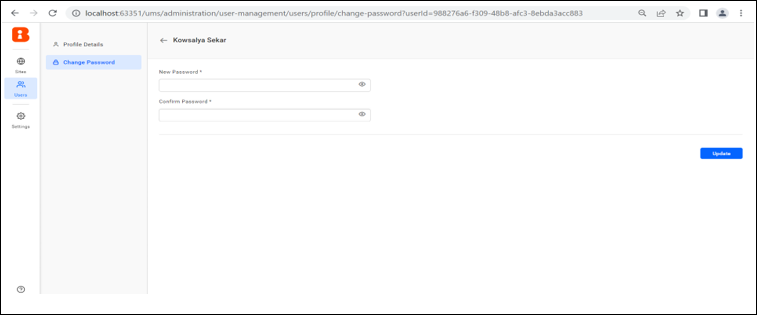 localhost:63351/ums/administration/user-management/users/profile/change-password?userId=988276a6-f309-48b8-afc3-8ebda3acc883
Profile Details
Change Password
Sites
Users
Settings
Kowsalya Sekar
New Password *
Confirm Password *
Update